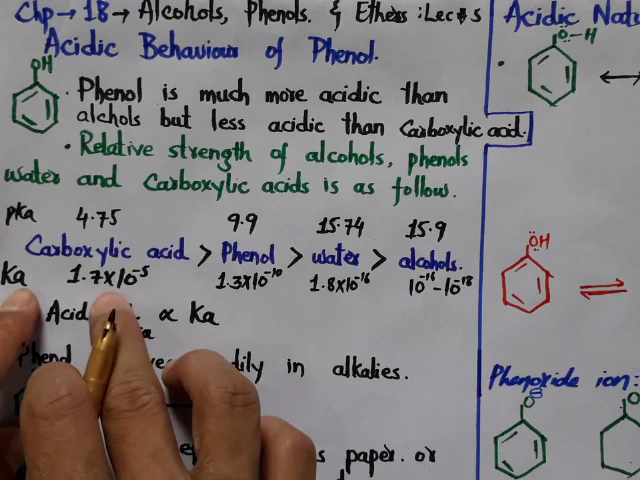 Chp → 18 → Alcohols, Phenols. & Ethers: Lec# 5
Acidic Behaviour of Phenol.
OH
• Phenol is much more acidic than
alchols but less acidic than Carboxylic acid.
• Relative strength of alcohols, phenols
water and Carboxylic acids is as follow.
pka 4.75 9.9 15.74 15.9
Carboxylic acid > Phenol > water > alcohols.
Ka 1.7×10⁻⁵ 1.3×10⁻¹⁰ 1.8×10⁻¹⁶ 10⁻¹⁶-10⁻¹⁸
Acid ∝ Ka
in alkalies.
paper. or
Acidic
O-H
OH
Phenoxide ion:
O⊖
O